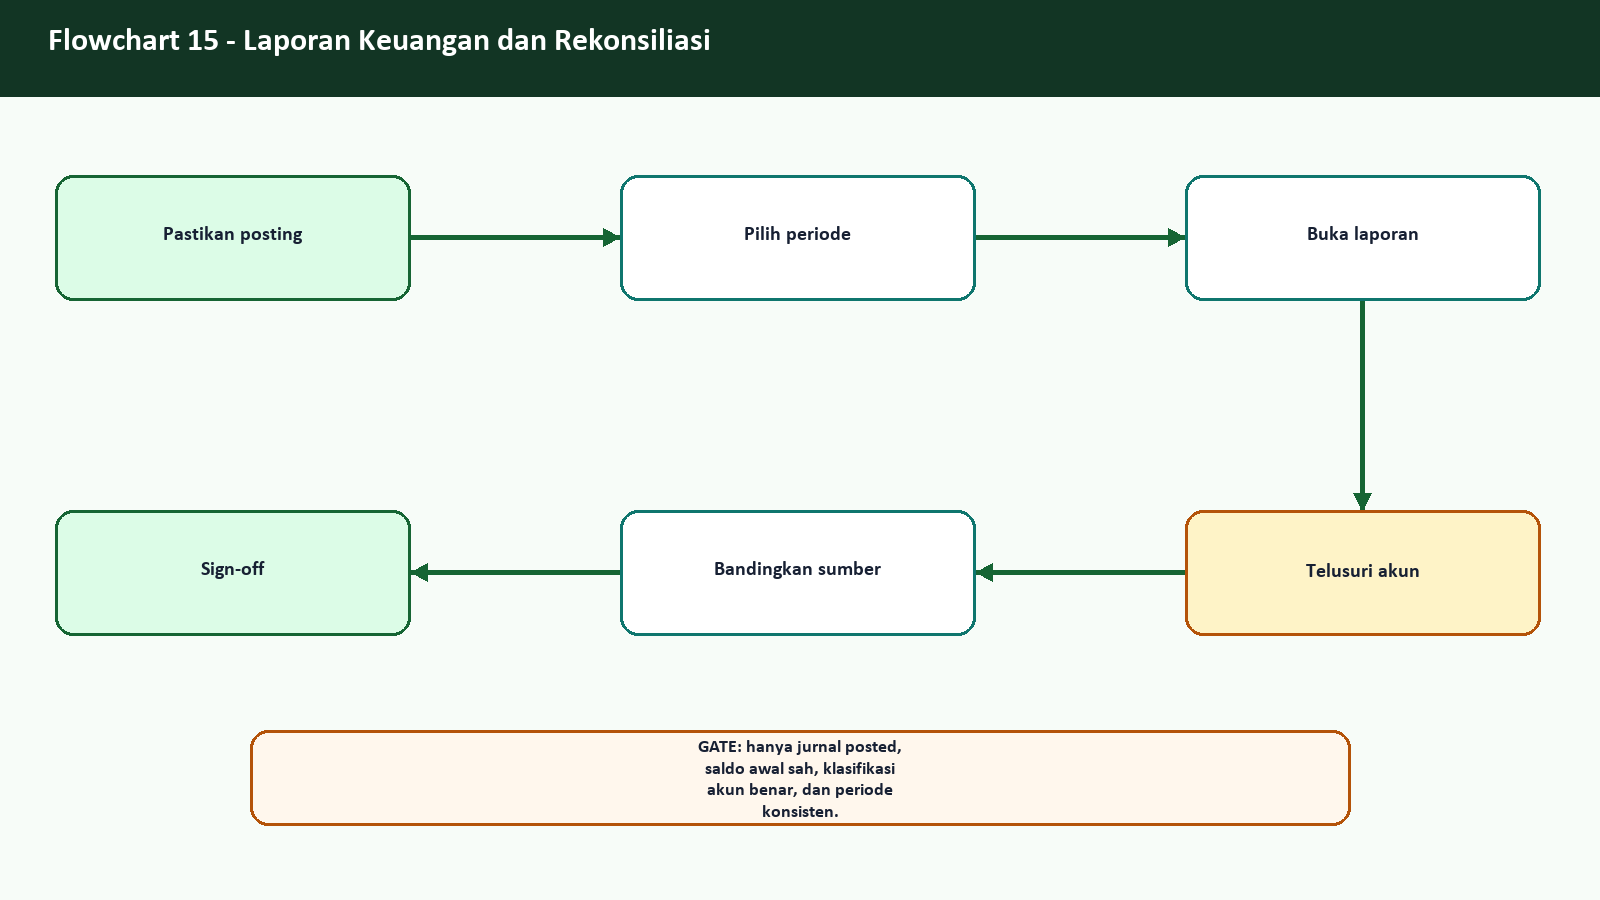 Flowchart 15 - Laporan Keuangan dan Rekonsiliasi
Pastikan posting
Pilih periode
Buka laporan
Telusuri akun
Bandingkan sumber
Sign-off
GATE: hanya jurnal posted,
saldo awal sah, klasifikasi
akun benar, dan periode
konsisten.